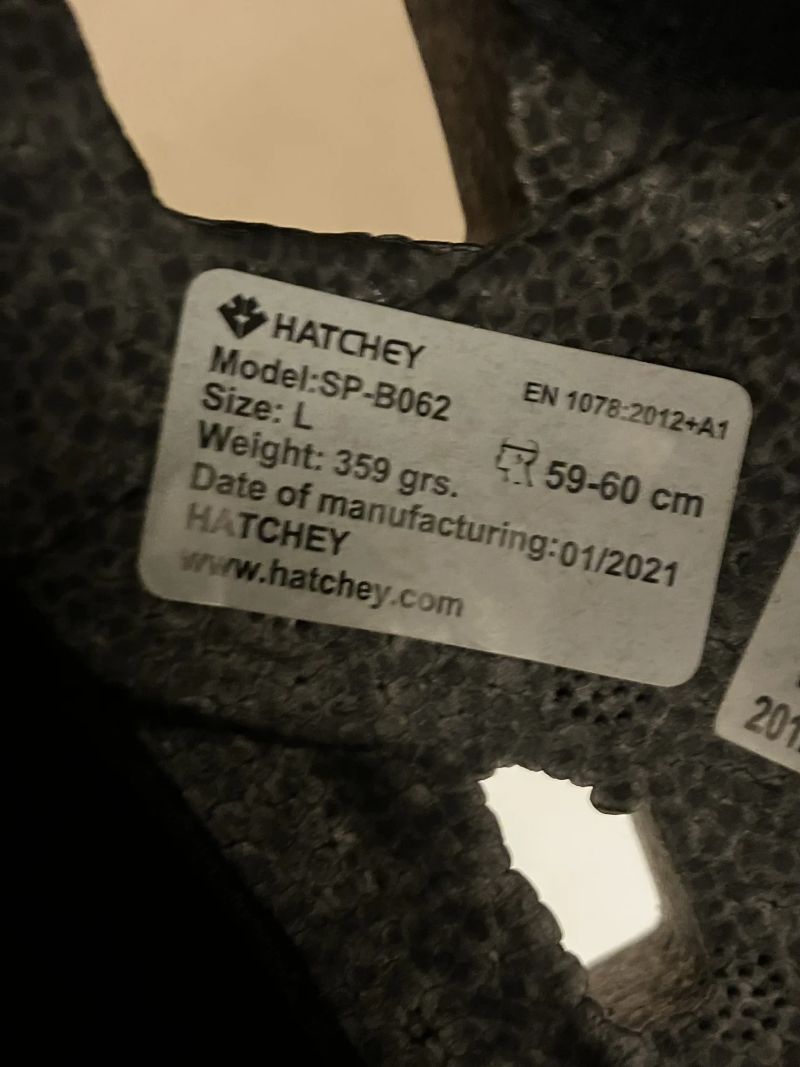 HATCHEY
Model:SP-B062
EN 1078:2012+A1
Size: L
59-60 cm
Weight: 359 grs.
Date of manufacturing:01/2021
HATCHEY
www.hatchey.com